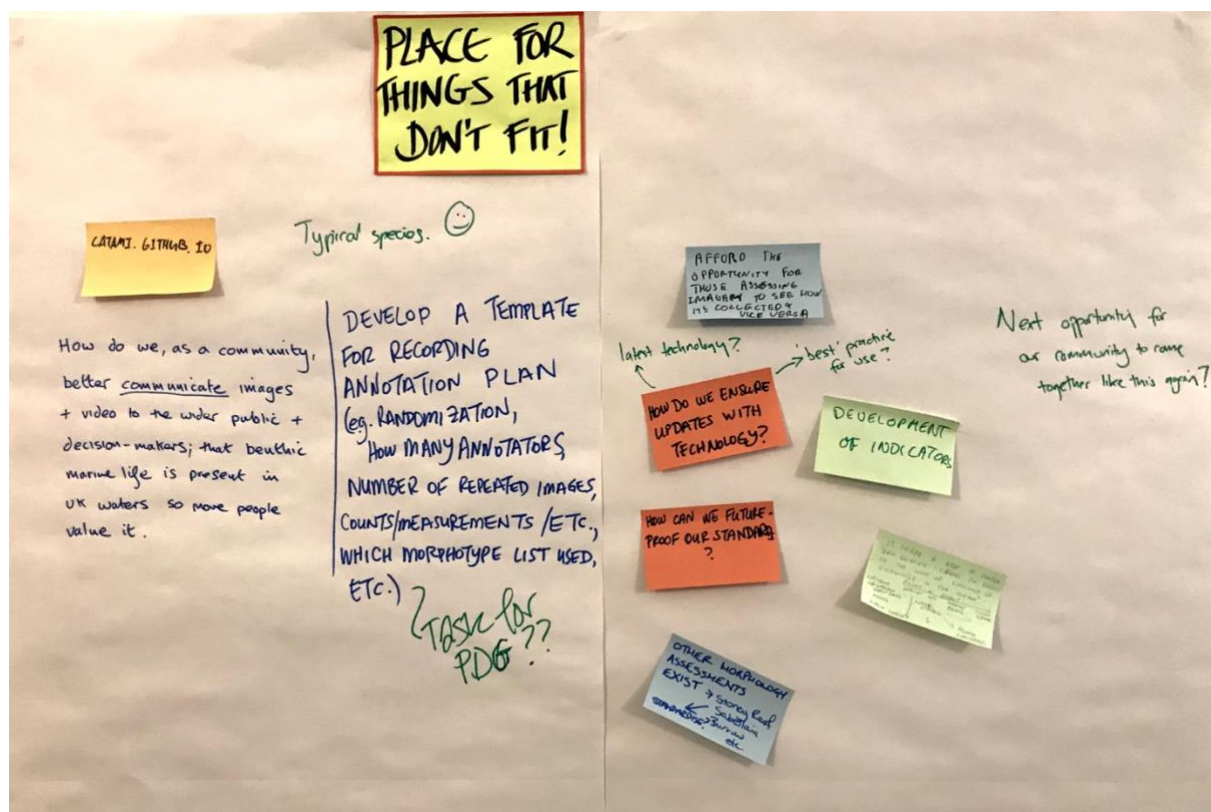 PLACE FOR
THINGS THAT
DON'T FIT!
CATAMI. GITHUB. IO
Typical species.
How do we, as a community,
better communicate images
+ video to the wider public +
decision-makers; that benthic
marine life is present in
UK waters so more people
value it.
DEVELOP A TEMPLATE
FOR RECORDING
ANNOTATION PLAN
(e.g. RANDOMIZATION,
HOW MANY ANNOTATORS,
NUMBER OF REPEATED IMAGES,
COUNTS/MEASUREMENTS/ETC.,
WHICH MORPHOTYPE LIST USED,
ETC.)
TASK for
PDG??
AFFORD THE
OPPORTUNITY FOR
THOSE ASSESSING
IMAGERY TO SEE HOW
IT'S COLLECTED &
VICE VERSA
latest technology?
'best' practice
for use?
HOW DO WE ENSURE
UPDATES WITH
TECHNOLOGY?
DEVELOPMENT
OF INDICATORS
HOW CAN WE FUTURE-
PROOF OUR STANDARDS
?
OTHER MORPHOLOGY
ASSESSMENTS
EXIST → Stoney Reef
Sabellaria
STANDARDISE? Burrow
etc.
Next opportunity for
our community to come
together like this again?